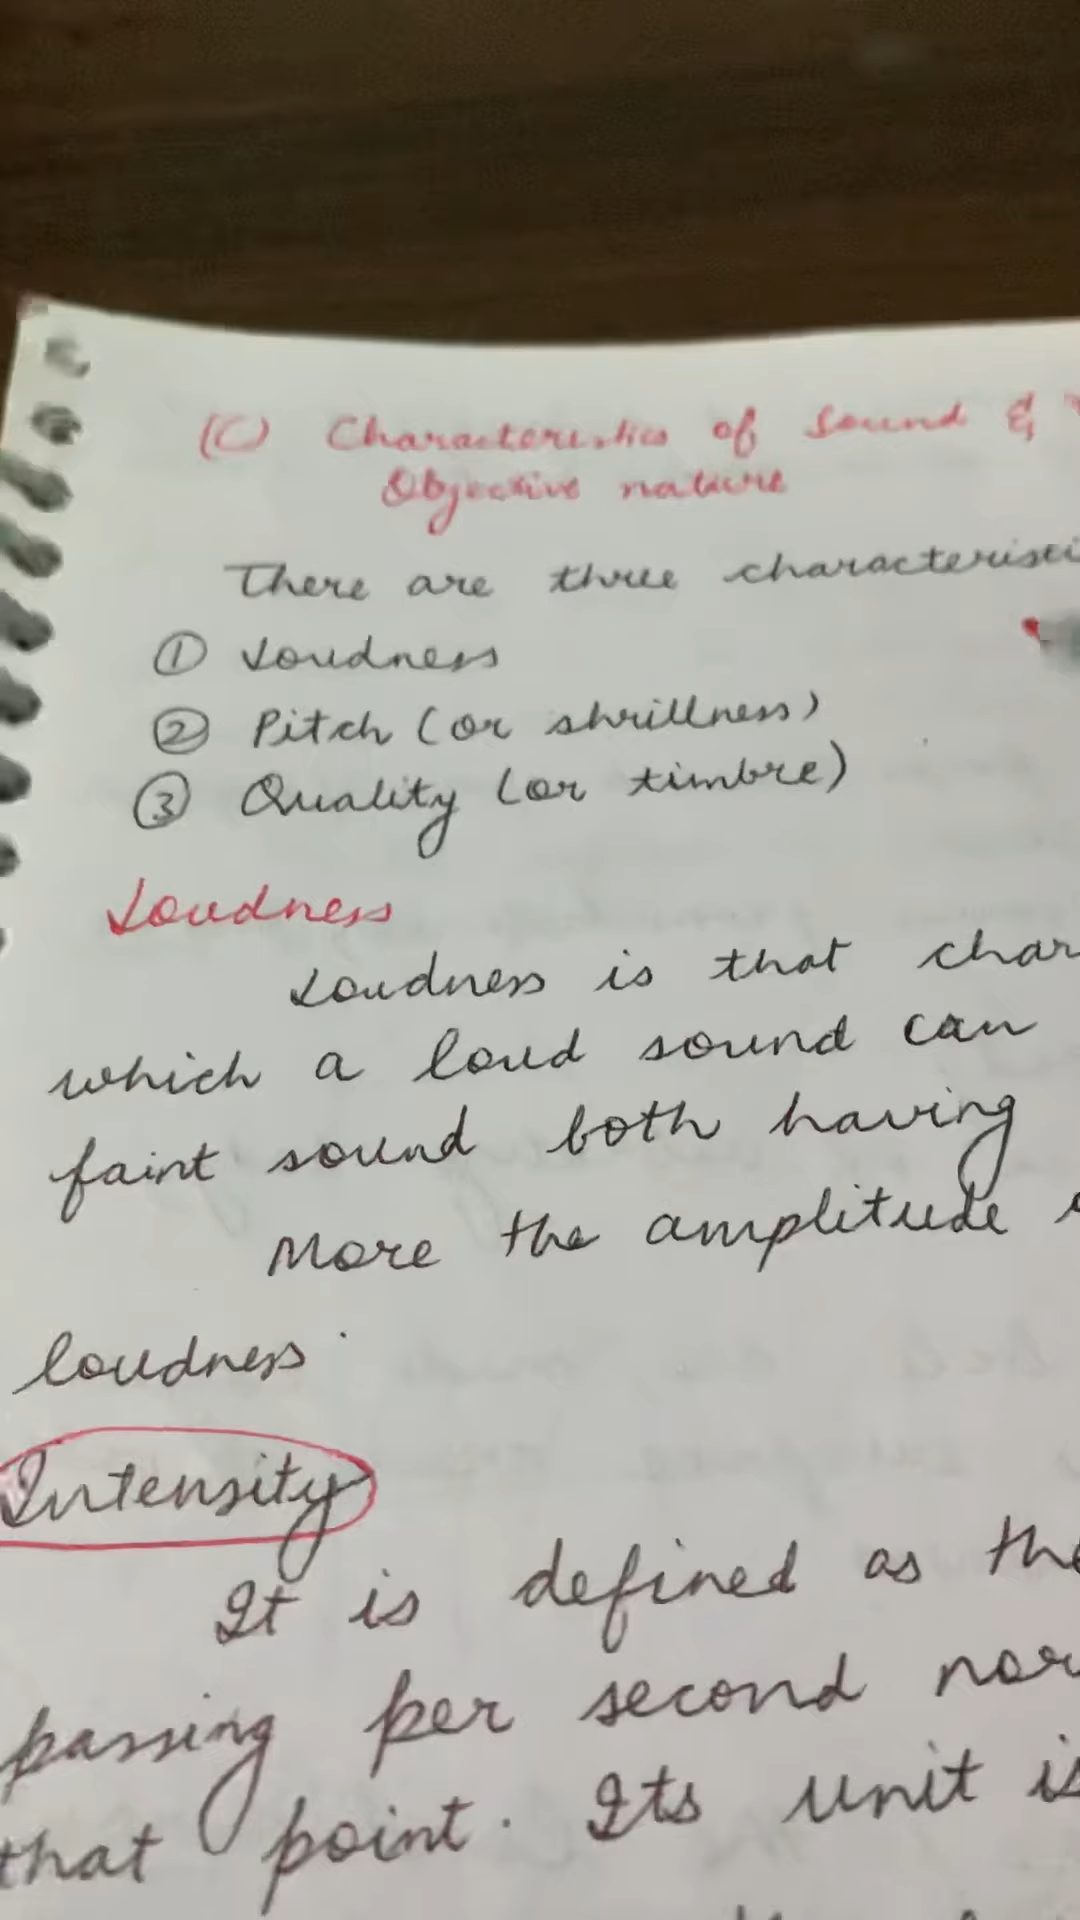 (C) Characteristics of Sound &
Objective nature
There are three characteristi
① Loudness
② Pitch (or shrillness)
③ Quality (or timbre)
Loudness
Loudness is that char
which a loud sound can
faint sound both having
More the amplitude
loudness.
Intensity
It is defined as the
passing per second nor
that point. Its unit is